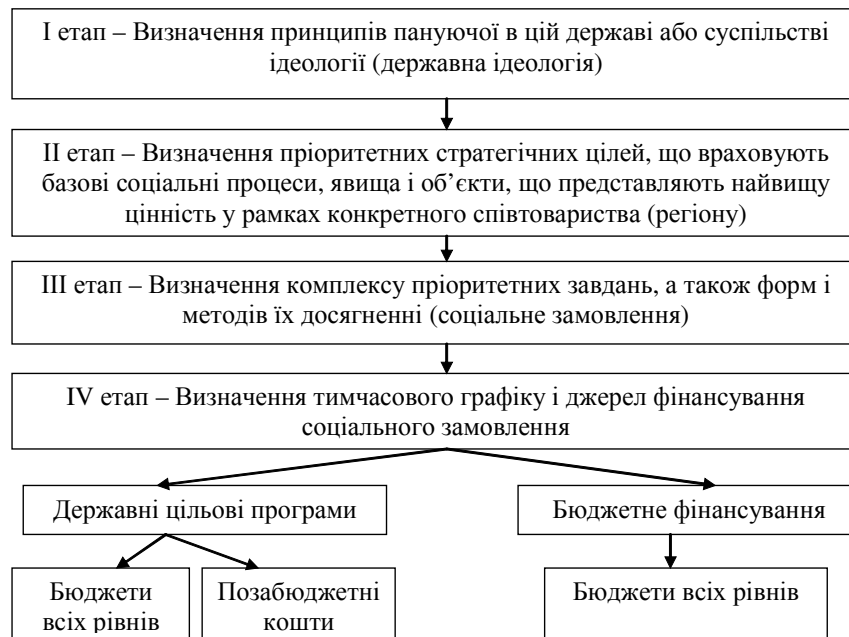 І етап – Визначення принципів пануючої в цій державі або суспільстві
ідеології (державна ідеологія)
ІІ етап – Визначення пріоритетних стратегічних цілей, що враховують
базові соціальні процеси, явища і об’єкти, що представляють найвищу
цінність у рамках конкретного співтовариства (регіону)
ІІІ етап – Визначення комплексу пріоритетних завдань, а також форм і
методів їх досягненні (соціальне замовлення)
ІV етап – Визначення тимчасового графіку і джерел фінансування
соціального замовлення
Державні цільові програми
Бюджетне фінансування
Бюджети
всіх рівнів
Позабюджетні
кошти
Бюджети всіх рівнів